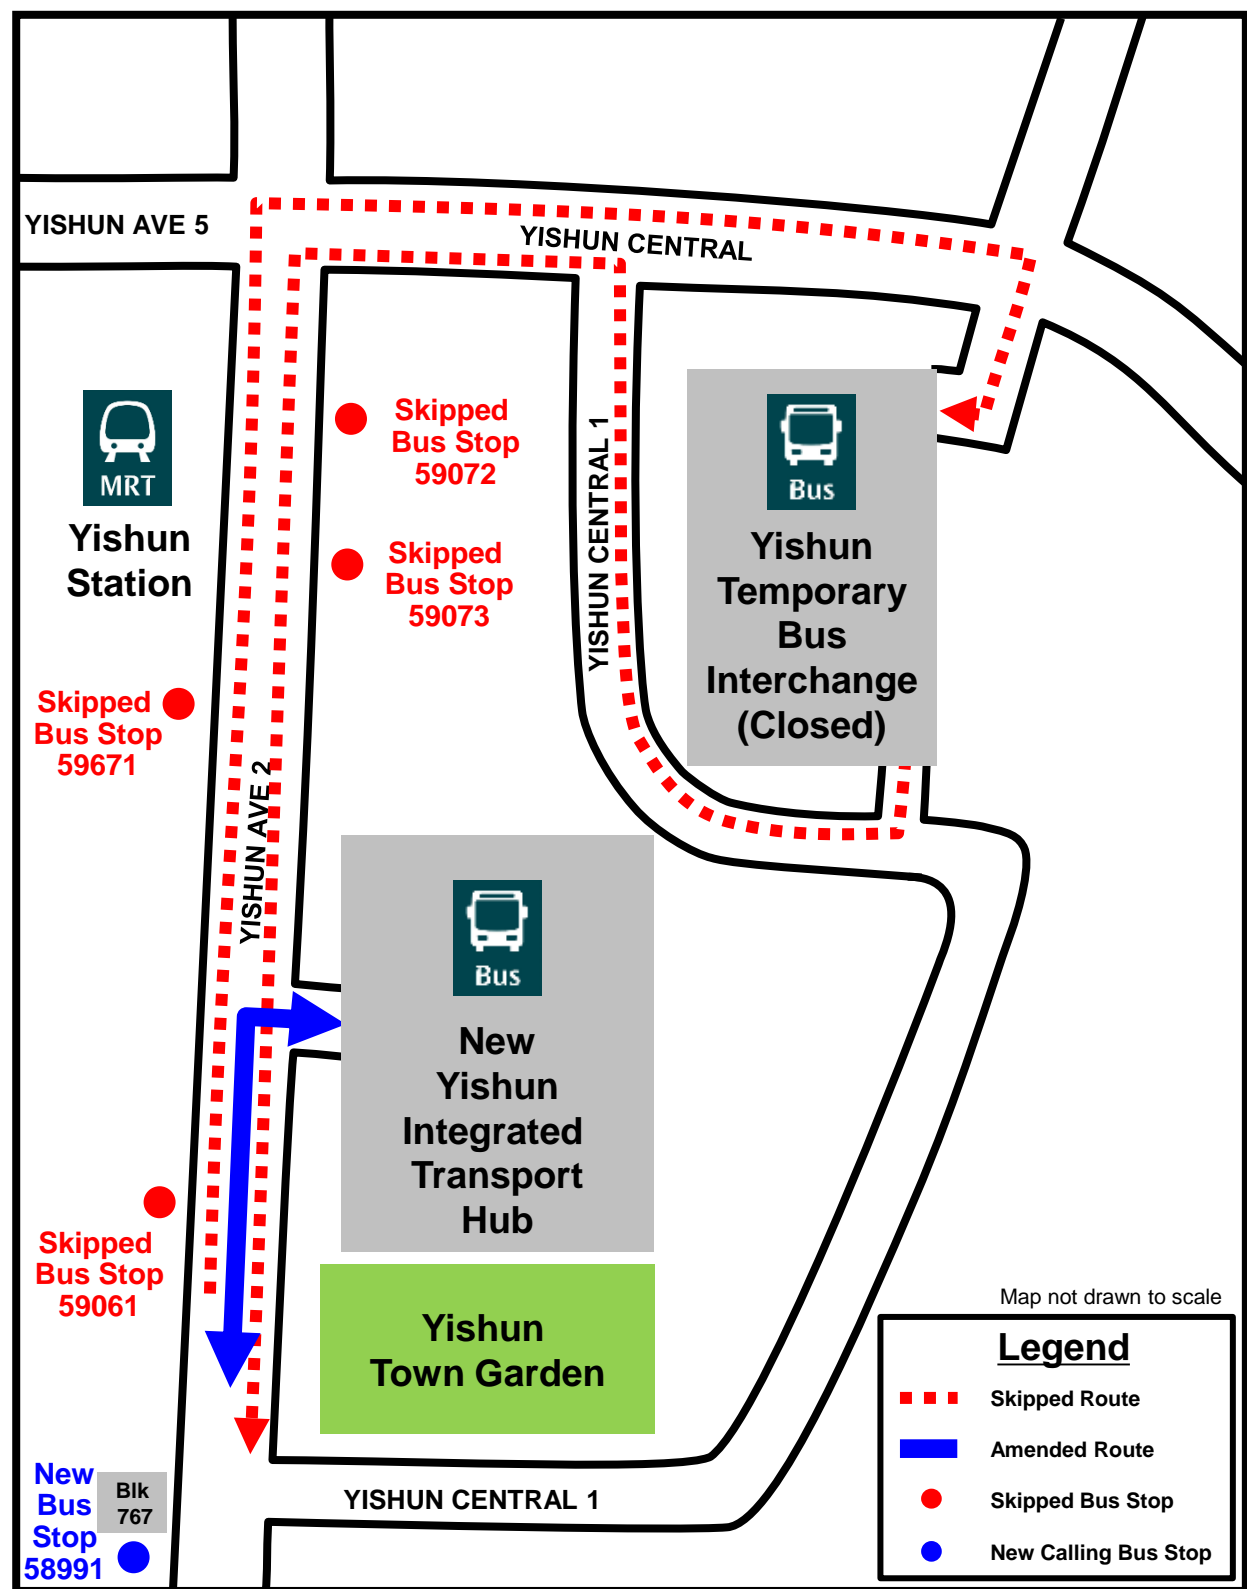 YISHUN AVE 5
YISHUN CENTRAL
MRT
Yishun
Station
Skipped
Bus Stop
59072
Skipped
Bus Stop
59073
YISHUN CENTRAL 1
Bus
Yishun
Temporary
Bus
Interchange
(Closed)
Skipped
Bus Stop
59671
YISHUN AVE 2
Bus
New
Yishun
Integrated
Transport
Hub
Skipped
Bus Stop
59061
Yishun
Town Garden
New
Bus
Stop
58991
Blk
767
YISHUN CENTRAL 1
Map not drawn to scale
Legend
Skipped Route
Amended Route
Skipped Bus Stop
New Calling Bus Stop